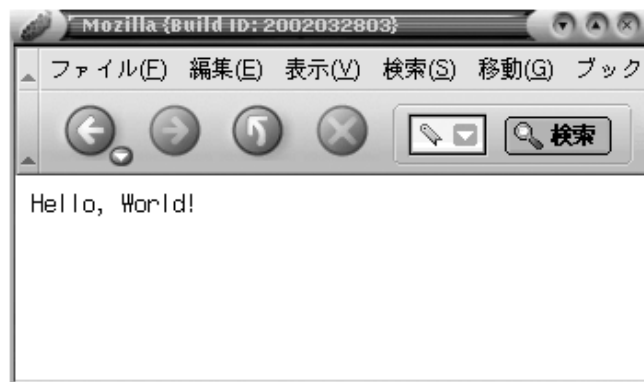 Mozilla {Build ID: 2002032803}
ファイル(F) 編集(E) 表示(V) 検索(S) 移動(G) ブック
検索
Hello, World!